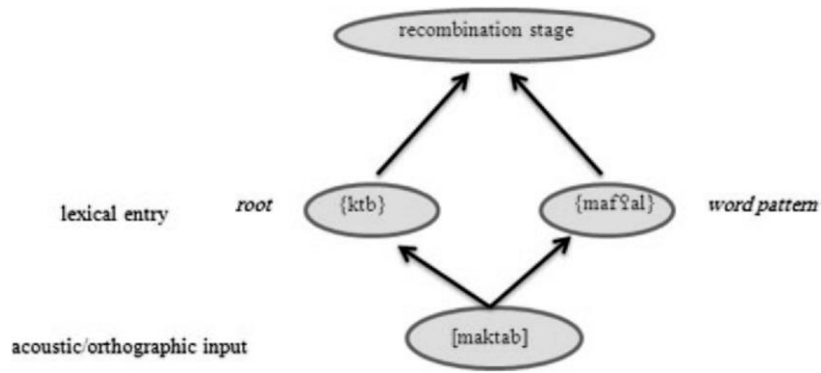 recombination stage
lexical entry root {ktb} {mafʕal} word pattern
acoustic/orthographic input [maktab]